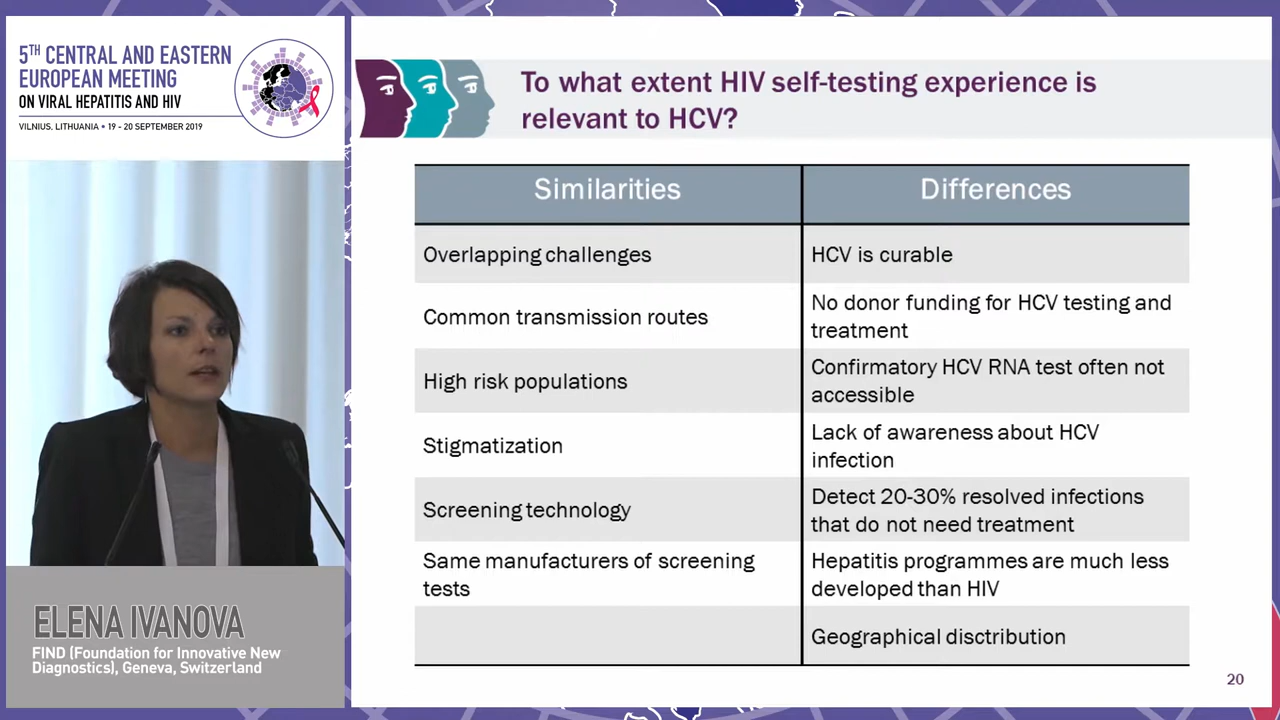 5TH CENTRAL AND EASTERN
EUROPEAN MEETING
ON VIRAL HEPATITIS AND HIV
VILNIUS, LITHUANIA • 19 - 20 SEPTEMBER 2019
To what extent HIV self-testing experience is
relevant to HCV?
Similarities
Differences
Overlapping challenges
HCV is curable
Common transmission routes
No donor funding for HCV testing and
treatment
High risk populations
Confirmatory HCV RNA test often not
accessible
Stigmatization
Lack of awareness about HCV
infection
Screening technology
Detect 20-30% resolved infections
that do not need treatment
Same manufacturers of screening
tests
Hepatitis programmes are much less
developed than HIV
Geographical disctribution
20
ELENA IVANOVA
FIND (Foundation for Innovative New
Diagnostics), Geneva, Switzerland